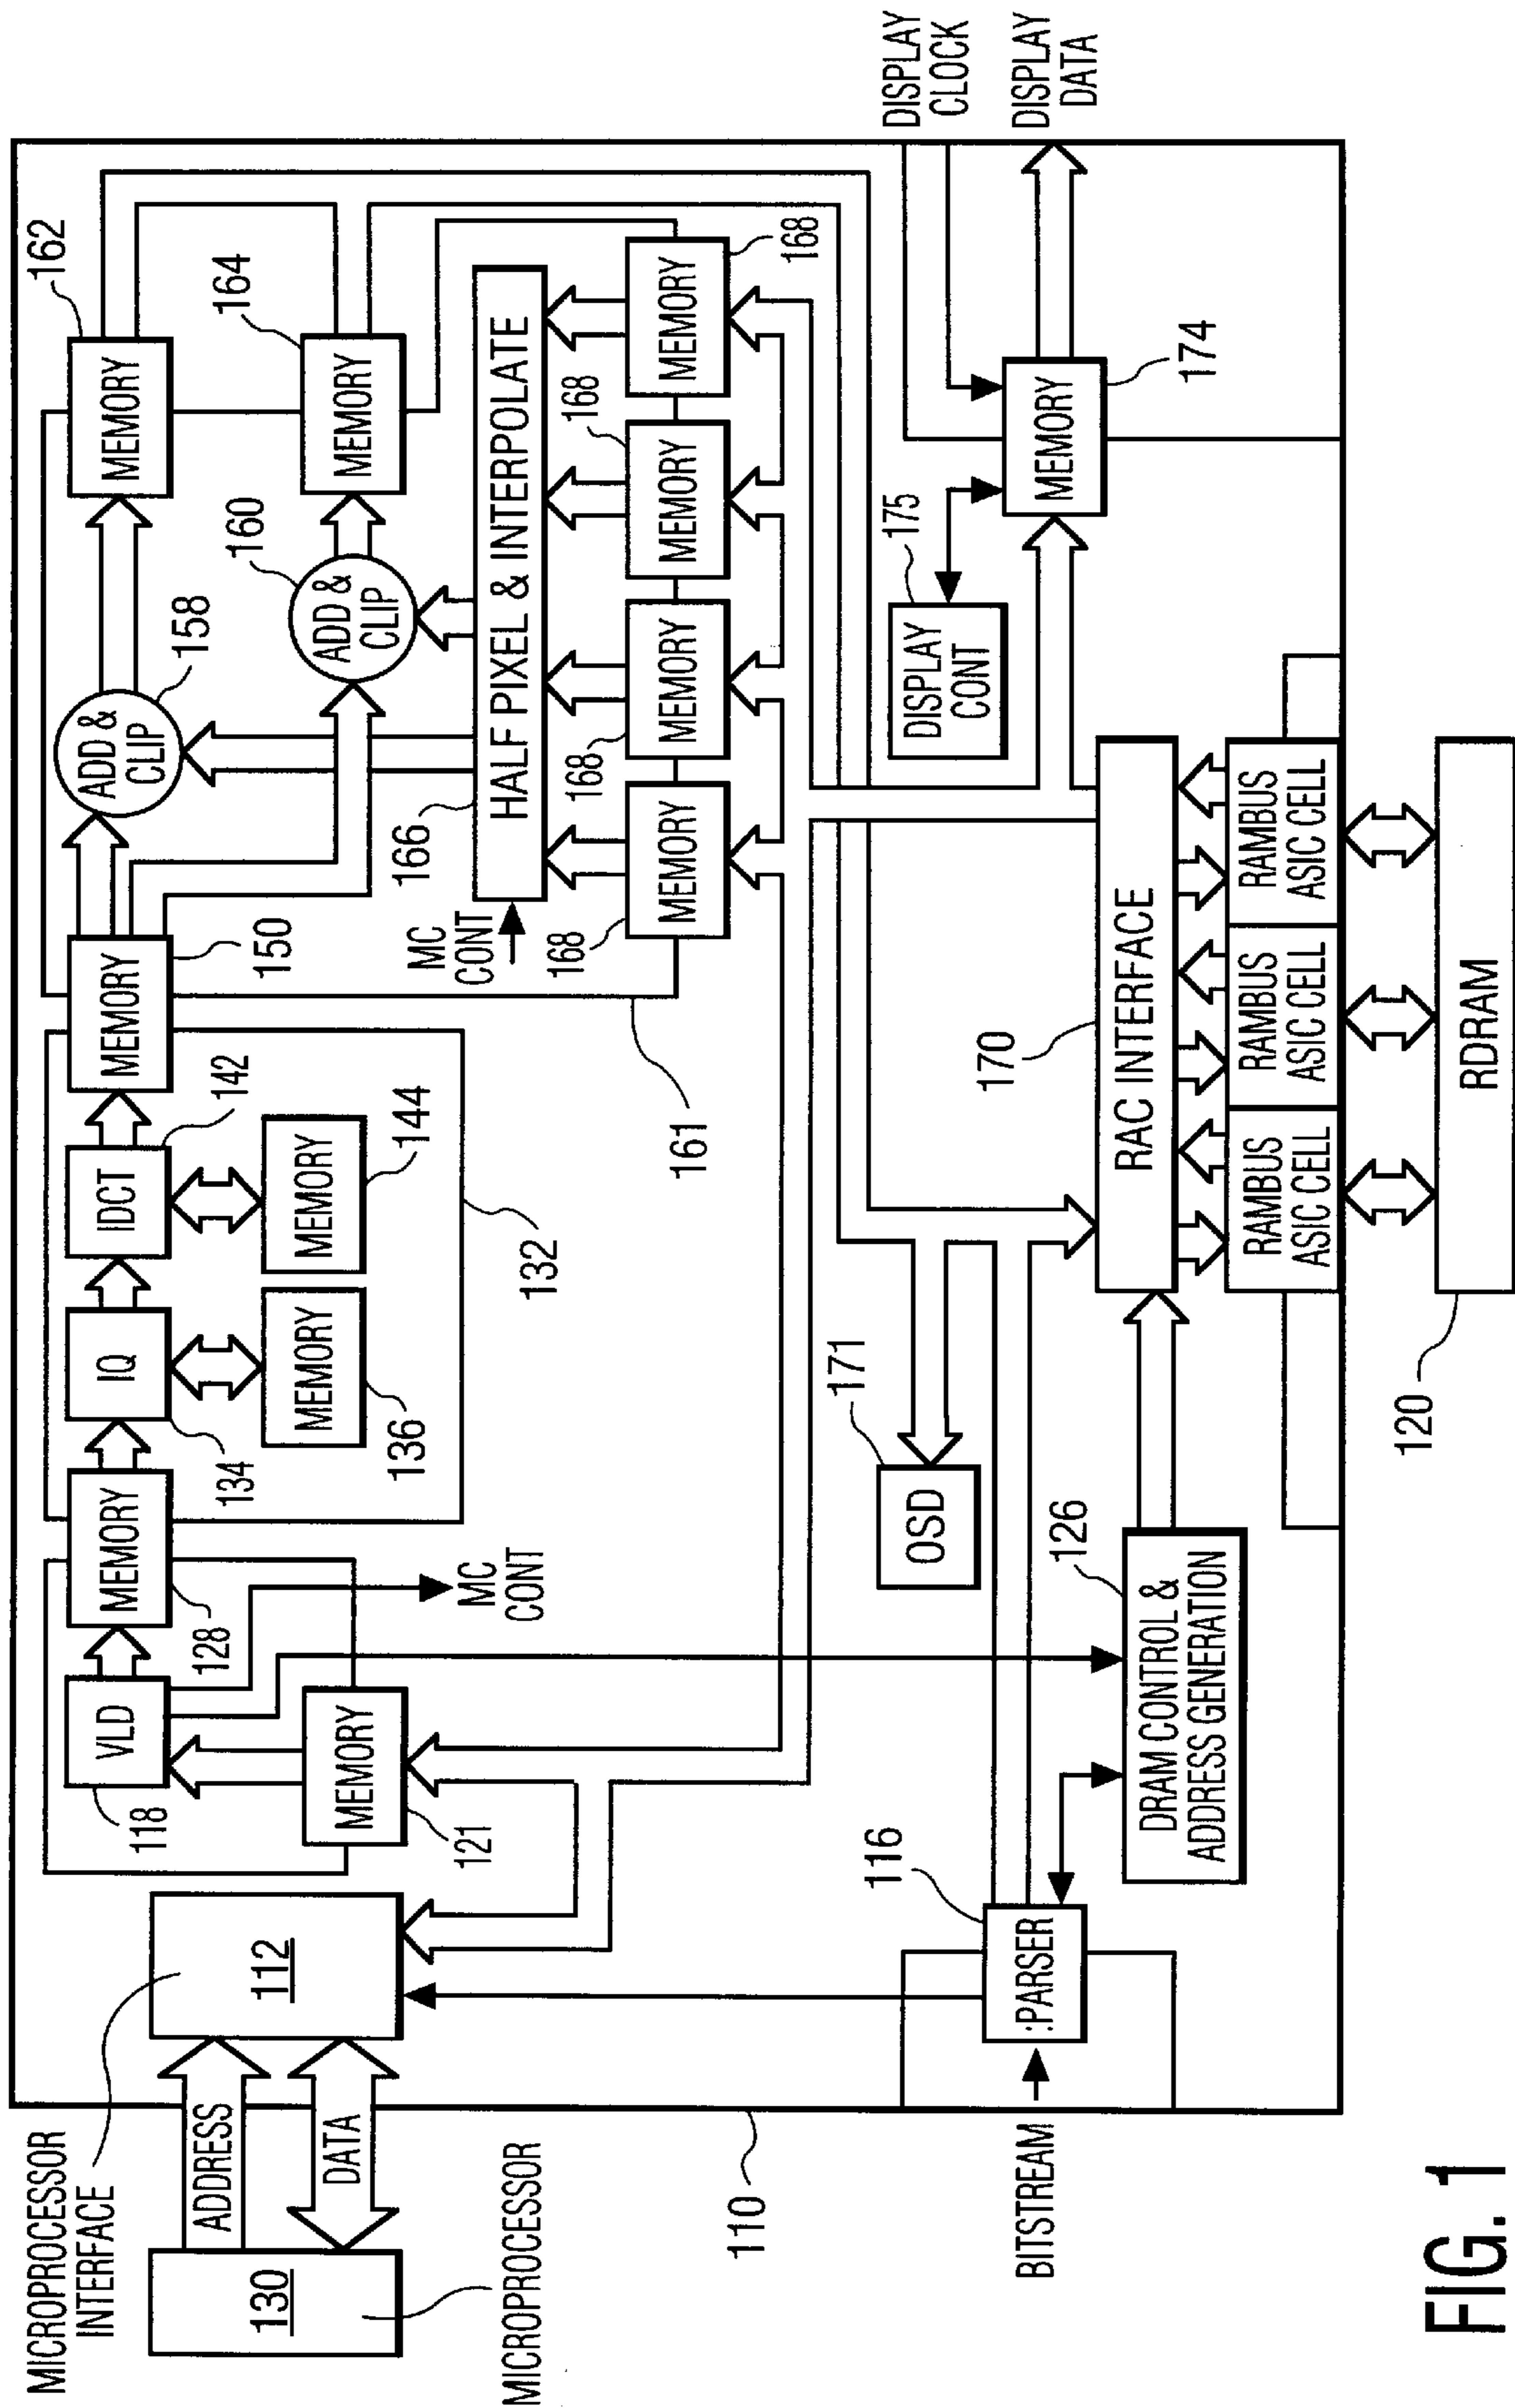 MICROPROCESSOR
INTERFACE
130
MICROPROCESSOR
ADDRESS
DATA
112
110
118
VLD
MEMORY
121
MEMORY
128
MC
CONT
IQ
134
MEMORY
136
IDCT
142
MEMORY
144
132
MEMORY
150
ADD &
CLIP
158
ADD &
CLIP
160
MEMORY
162
MEMORY
164
161
MC
CONT
166
HALF PIXEL & INTERPOLATE
168
MEMORY
168
MEMORY
168
MEMORY
168
MEMORY
BITSTREAM
:PARSER
116
DRAM CONTROL &
ADDRESS GENERATION
126
OSD
171
170
RAC INTERFACE
RAMBUS
ASIC CELL
RAMBUS
ASIC CELL
RAMBUS
ASIC CELL
RDRAM
120
DISPLAY
CONT
175
MEMORY
174
DISPLAY
CLOCK
DISPLAY
DATA
FIG. 1